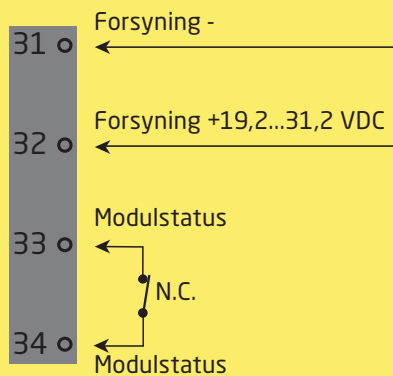 Forsyning -
31
Forsyning +19,2...31,2 VDC
32
Modulstatus
33
N.C.
34
Modulstatus